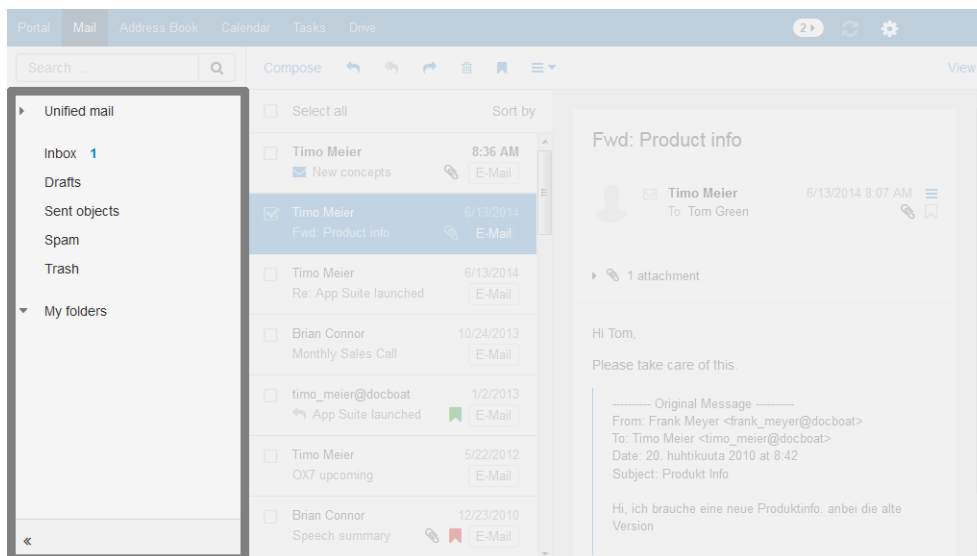 Portal Mail Address Book Calendar Tasks Drive 2
Search ... Compose View
Unified mail
Inbox 1
Drafts
Sent objects
Spam
Trash
My folders
«
Select all Sort by
Timo Meier 8:36 AM
New concepts E-Mail
Timo Meier 6/13/2014
Fwd: Product info E-Mail
Timo Meier 6/13/2014
Re: App Suite launched E-Mail
Brian Connor 10/24/2013
Monthly Sales Call E-Mail
timo_meier@docboat 1/2/2013
App Suite launched E-Mail
Timo Meier 5/22/2012
OX7 upcoming E-Mail
Brian Connor 12/23/2010
Speech summary E-Mail
Fwd: Product info
Timo Meier 6/13/2014 8:07 AM
To Tom Green
1 attachment
Hi Tom,
Please take care of this.
---------- Original Message ----------
From: Frank Meyer <frank_meyer@docboat>
To: Timo Meier <timo_meier@docboat>
Date: 20. huhtikuuta 2010 at 8:42
Subject: Produkt Info
Hi, ich brauche eine neue Produktinfo. anbei die alte
Version